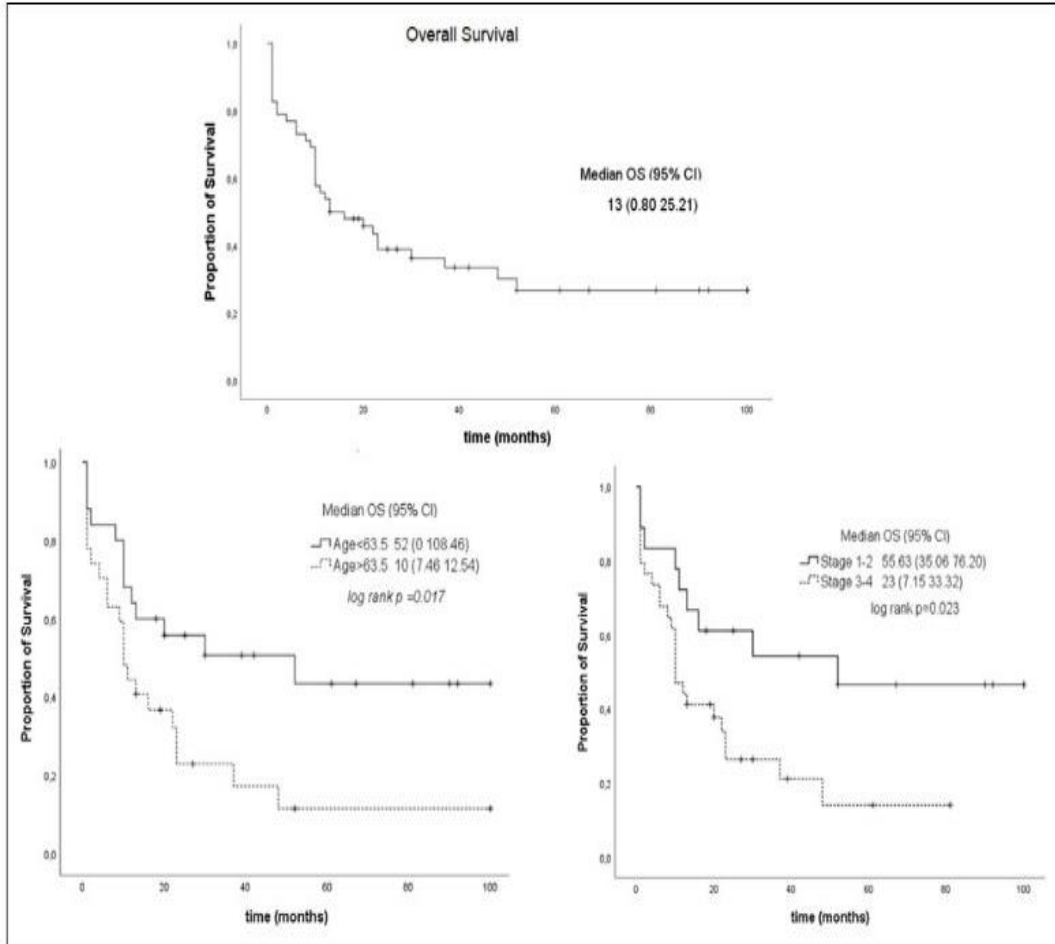 Overall Survival
Proportion of Survival
1,0
0,8
0,6
0,4
0,2
0,0
Median OS (95% CI)
13 (0.80 25.21)
0 20 40 60 80 100
time (months)
Proportion of Survival
1,0
0,8
0,6
0,4
0,2
0,0
Median OS (95% CI)
Age<63.5 52 (0 108.46)
Age>63.5 10 (7.46 12.54)
log rank p =0.017
0 20 40 60 80 100
time (months)
Proportion of Survival
1,0
0,8
0,6
0,4
0,2
0,0
Median OS (95% CI)
Stage 1-2 55.63 (35.06 76.20)
Stage 3-4 23 (7.15 33.32)
log rank p=0.023
0 20 40 60 80 100
time (months)